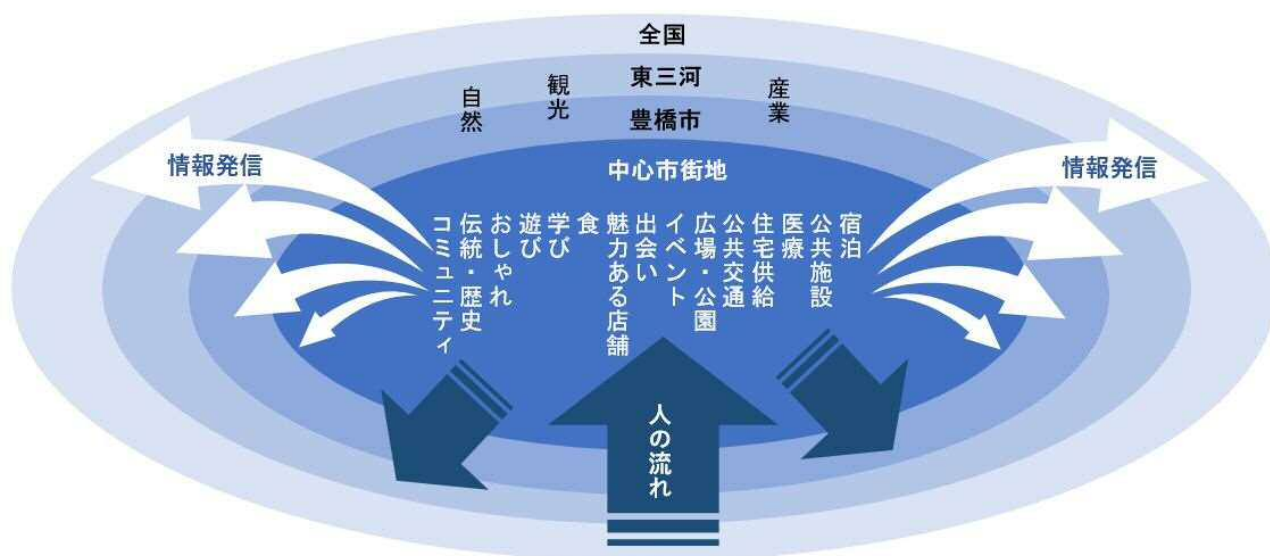 全国
東三河
豊橋市
自然
観光
産業
情報発信
情報発信
中心市街地
宿泊
公共施設
医療
住宅供給
公共交通
広場・公園
イベント
出会い
魅力ある店舗
食
学び
遊び
おしゃれ
伝統・歴史
コミュニティ
人の流れ